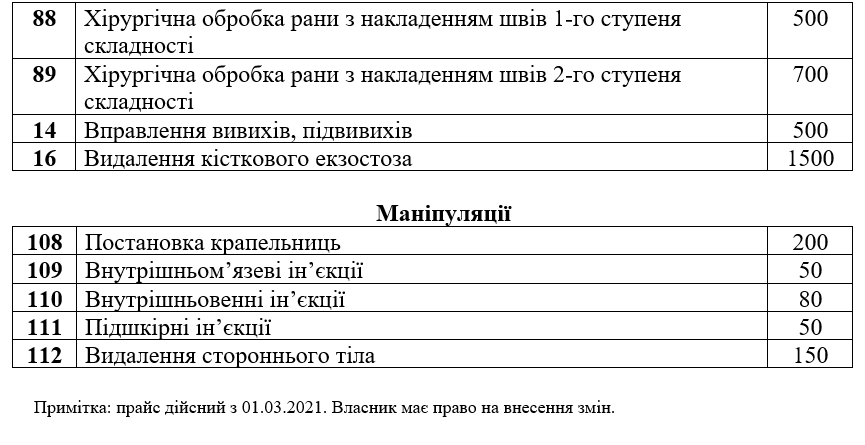 88 Хірургічна обробка рани з накладенням швів 1-го ступеня 500
складності
89 Хірургічна обробка рани з накладенням швів 2-го ступеня 700
складності
14 Вправлення вивихів, підвивихів 500
16 Видалення кісткового екзостоза 1500
Маніпуляції
108 Постановка крапельниць 200
109 Внутрішньом’язеві ін’єкції 50
110 Внутрішньовенні ін’єкції 80
111 Підшкірні ін’єкції 50
112 Видалення стороннього тіла 150
Примітка: прайс дійсний з 01.03.2021. Власник має право на внесення змін.